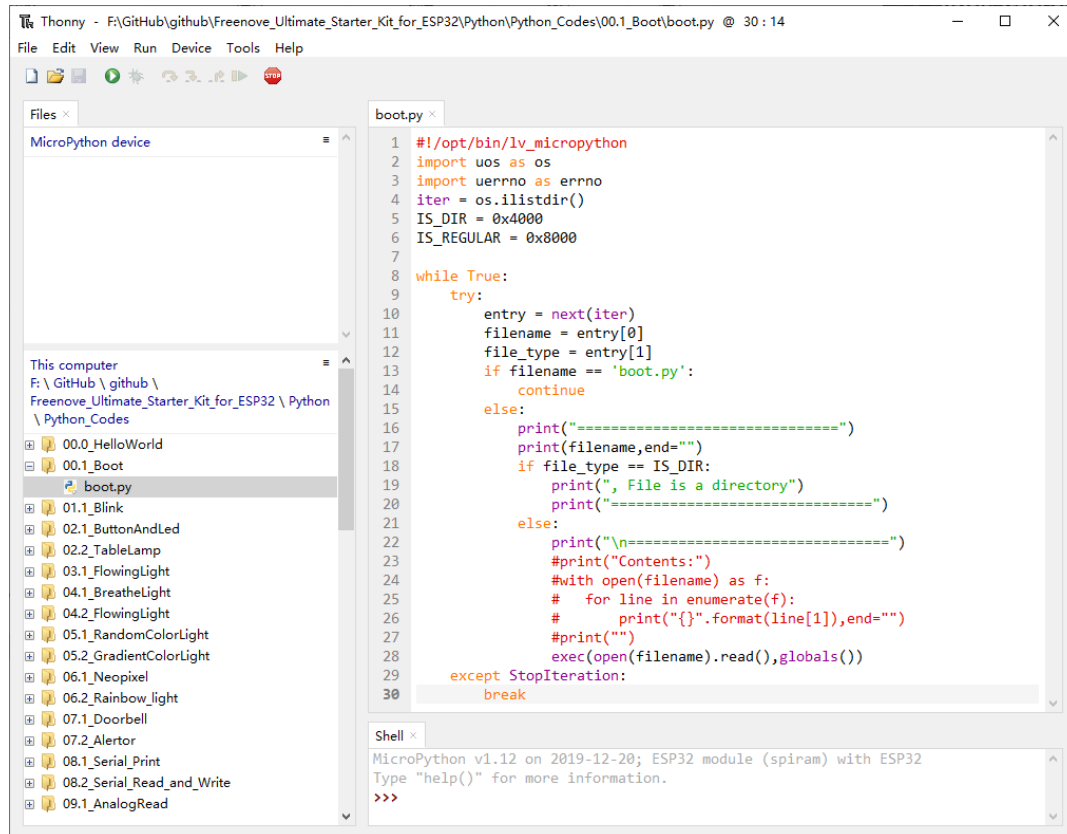 Thonny - F:\GitHub\github\Freenove_Ultimate_Starter_Kit_for_ESP32\Python\Python_Codes\00.1_Boot\boot.py @ 30 : 14
File Edit View Run Device Tools Help
STOP
Files
MicroPython device
This computer
F: \ GitHub \ github \
Freenove_Ultimate_Starter_Kit_for_ESP32 \ Python
\ Python_Codes
00.0_HelloWorld
00.1_Boot
boot.py
01.1_Blink
02.1_ButtonAndLed
02.2_TableLamp
03.1_FlowingLight
04.1_BreatheLight
04.2_FlowingLight
05.1_RandomColorLight
05.2_GradientColorLight
06.1_Neopixel
06.2_Rainbow_light
07.1_Doorbell
07.2_Alertor
08.1_Serial_Print
08.2_Serial_Read_and_Write
09.1_AnalogRead
boot.py
1 #!/opt/bin/lv_micropython
2 import uos as os
3 import uerrno as errno
4 iter = os.ilistdir()
5 IS_DIR = 0x4000
6 IS_REGULAR = 0x8000
7
8 while True:
9     try:
10         entry = next(iter)
11         filename = entry[0]
12         file_type = entry[1]
13         if filename == 'boot.py':
14             continue
15         else:
16             print("===============================")
17             print(filename,end="")
18             if file_type == IS_DIR:
19                 print(", File is a directory")
20                 print("===============================")
21             else:
22                 print("\n===============================")
23                 #print("Contents:")
24                 #with open(filename) as f:
25                 #   for line in enumerate(f):
26                 #       print("{}".format(line[1]),end="")
27                 #print("")
28                 exec(open(filename).read(),globals())
29     except StopIteration:
30         break
Shell
MicroPython v1.12 on 2019-12-20; ESP32 module (spiram) with ESP32
Type "help()" for more information.
>>>